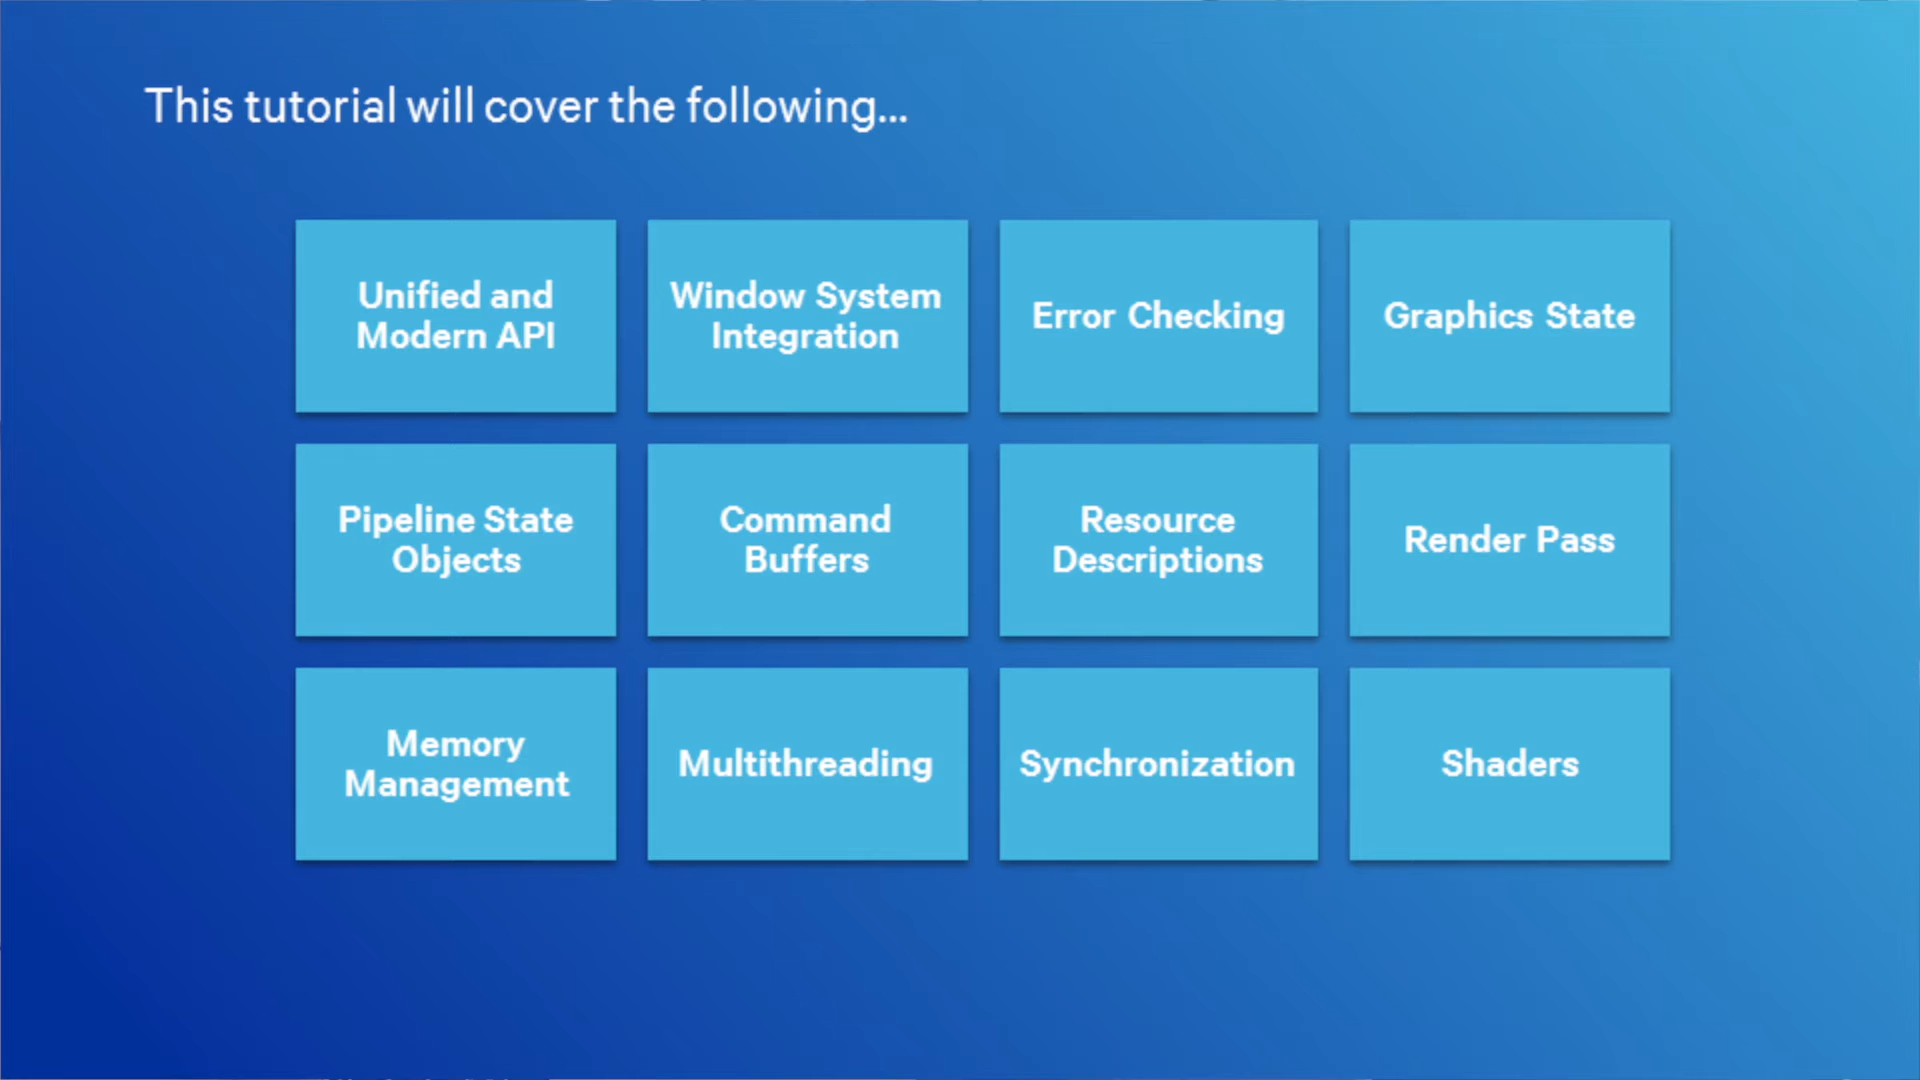 This tutorial will cover the following...
Unified and
Modern API
Window System
Integration
Error Checking
Graphics State
Pipeline State
Objects
Command
Buffers
Resource
Descriptions
Render Pass
Memory
Management
Multithreading
Synchronization
Shaders